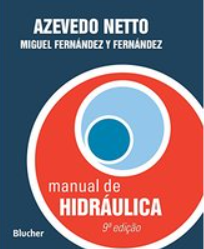 AZEVEDO NETTO
MIGUEL FERNÁNDEZ Y FERNÁNDEZ
manual de
HIDRÁULICA
9ª edição
Blucher